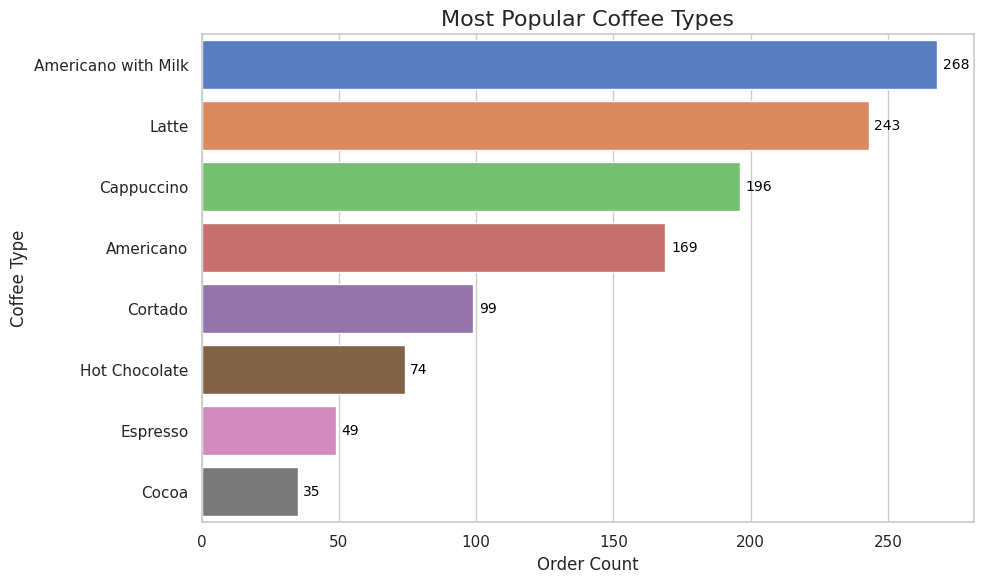 Most Popular Coffee Types
Americano with Milk
268
Latte
243
Cappuccino
196
Americano
169
Cortado
99
Hot Chocolate
74
Espresso
49
Cocoa
35
Coffee Type
0 50 100 150 200 250
Order Count